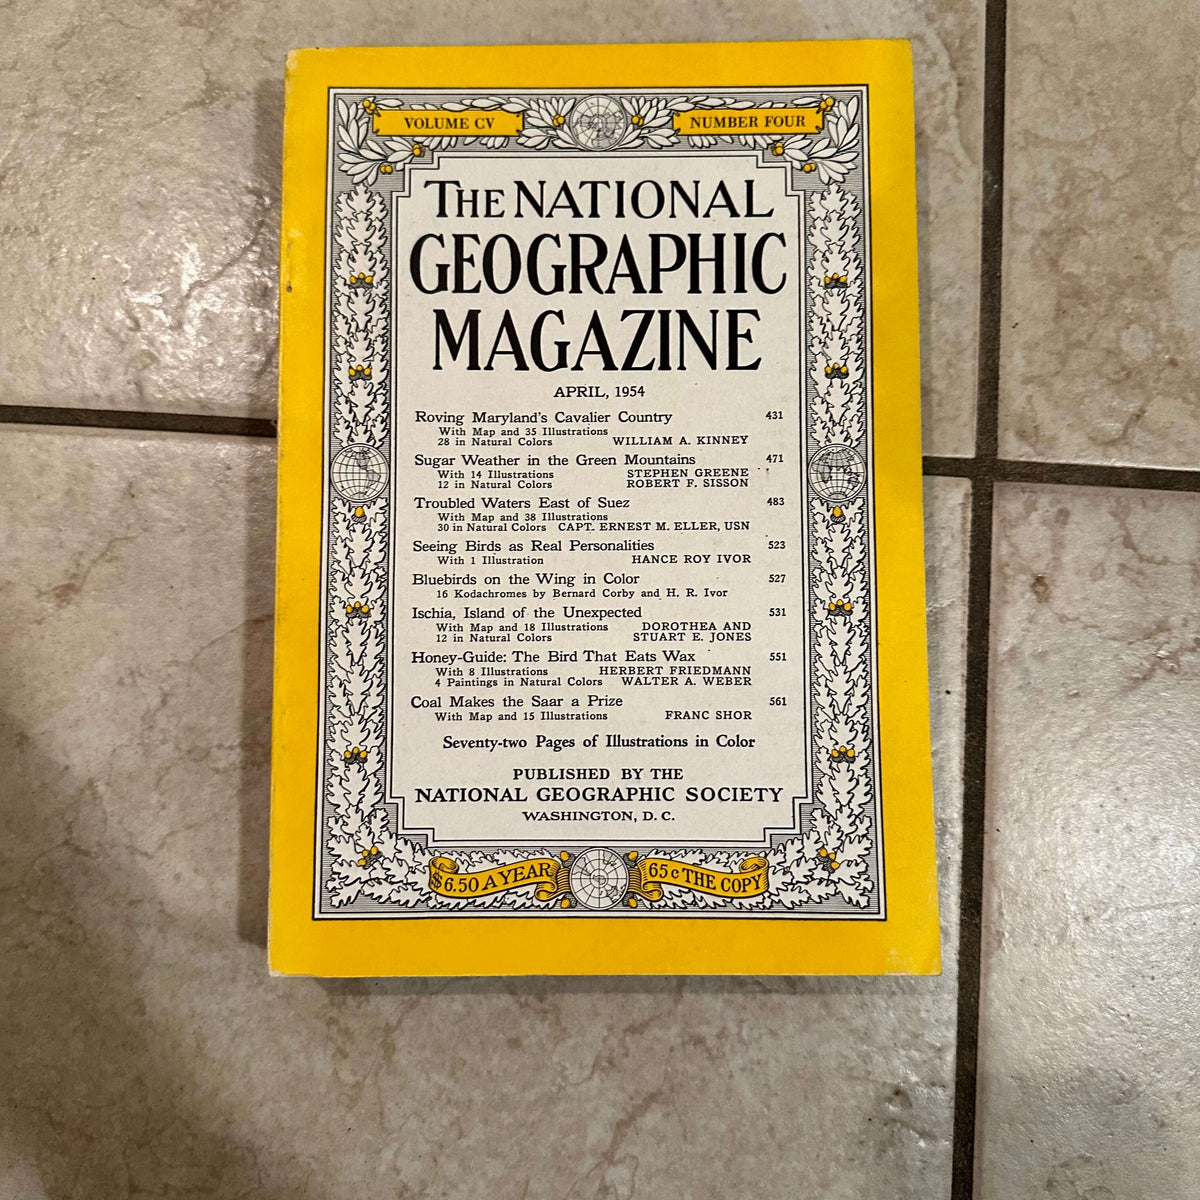 VOLUME CV NUMBER FOUR
THE NATIONAL
GEOGRAPHIC
MAGAZINE
APRIL, 1954
Roving Maryland's Cavalier Country 431
With Map and 35 Illustrations
28 in Natural Colors WILLIAM A. KINNEY
Sugar Weather in the Green Mountains 471
With 14 Illustrations STEPHEN GREENE
12 in Natural Colors ROBERT F. SISSON
Troubled Waters East of Suez 483
With Map and 38 Illustrations
30 in Natural Colors CAPT. ERNEST M. ELLER, USN
Seeing Birds as Real Personalities 523
With 1 Illustration HANCE ROY IVOR
Bluebirds on the Wing in Color 527
16 Kodachromes by Bernard Corby and H. R. Ivor
Ischia, Island of the Unexpected 531
With Map and 18 Illustrations DOROTHEA AND
12 in Natural Colors STUART E. JONES
Honey-Guide: The Bird That Eats Wax 551
With 8 Illustrations HERBERT FRIEDMANN
4 Paintings in Natural Colors WALTER A. WEBER
Coal Makes the Saar a Prize 561
With Map and 15 Illustrations FRANC SHOR
Seventy-two Pages of Illustrations in Color
PUBLISHED BY THE
NATIONAL GEOGRAPHIC SOCIETY
WASHINGTON, D. C.
$6.50 A YEAR 65c THE COPY